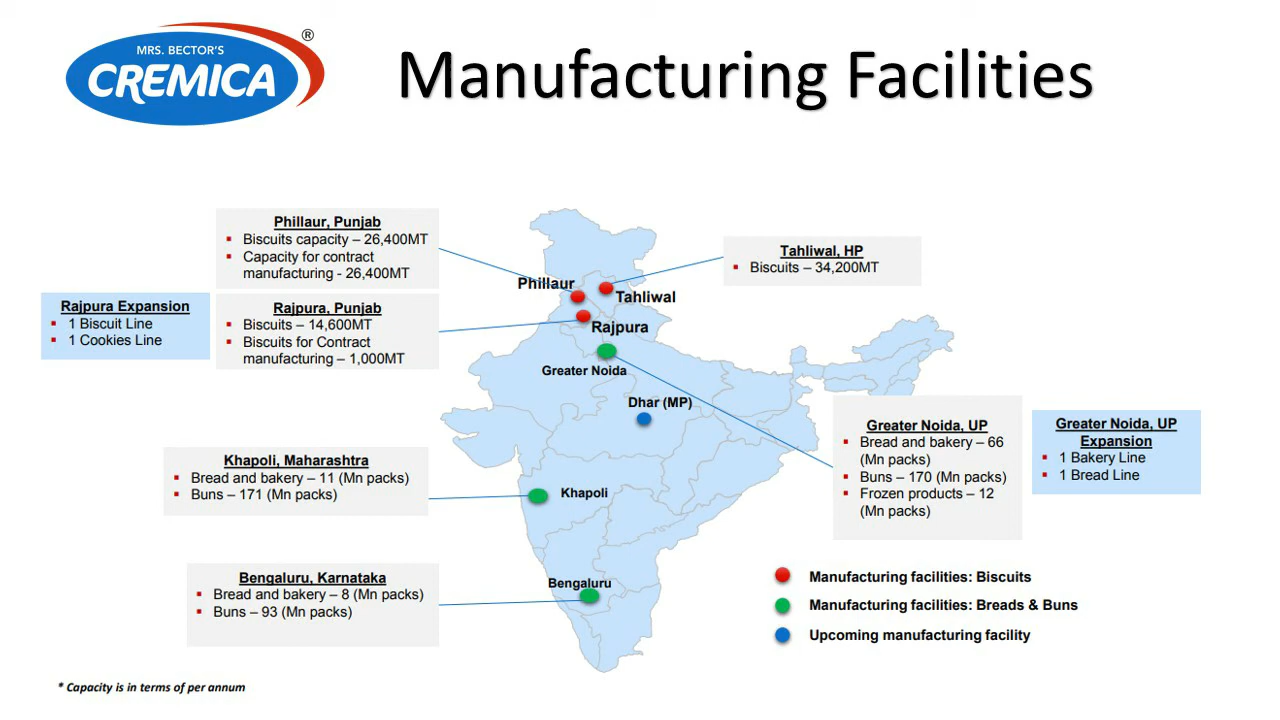 MRS. BECTOR'S
CREMICA
®
Manufacturing Facilities
Phillaur, Punjab
▪ Biscuits capacity – 26,400MT
▪ Capacity for contract
manufacturing - 26,400MT
Rajpura Expansion
▪ 1 Biscuit Line
▪ 1 Cookies Line
Rajpura, Punjab
▪ Biscuits – 14,600MT
▪ Biscuits for Contract
manufacturing – 1,000MT
Tahliwal, HP
▪ Biscuits – 34,200MT
Phillaur
Tahliwal
Rajpura
Greater Noida
Dhar (MP)
Khapoli, Maharashtra
▪ Bread and bakery – 11 (Mn packs)
▪ Buns – 171 (Mn packs)
Khapoli
Greater Noida, UP
▪ Bread and bakery – 66
(Mn packs)
▪ Buns – 170 (Mn packs)
▪ Frozen products – 12
(Mn packs)
Greater Noida, UP
Expansion
▪ 1 Bakery Line
▪ 1 Bread Line
Bengaluru, Karnataka
▪ Bread and bakery – 8 (Mn packs)
▪ Buns – 93 (Mn packs)
Bengaluru
Manufacturing facilities: Biscuits
Manufacturing facilities: Breads & Buns
Upcoming manufacturing facility
* Capacity is in terms of per annum